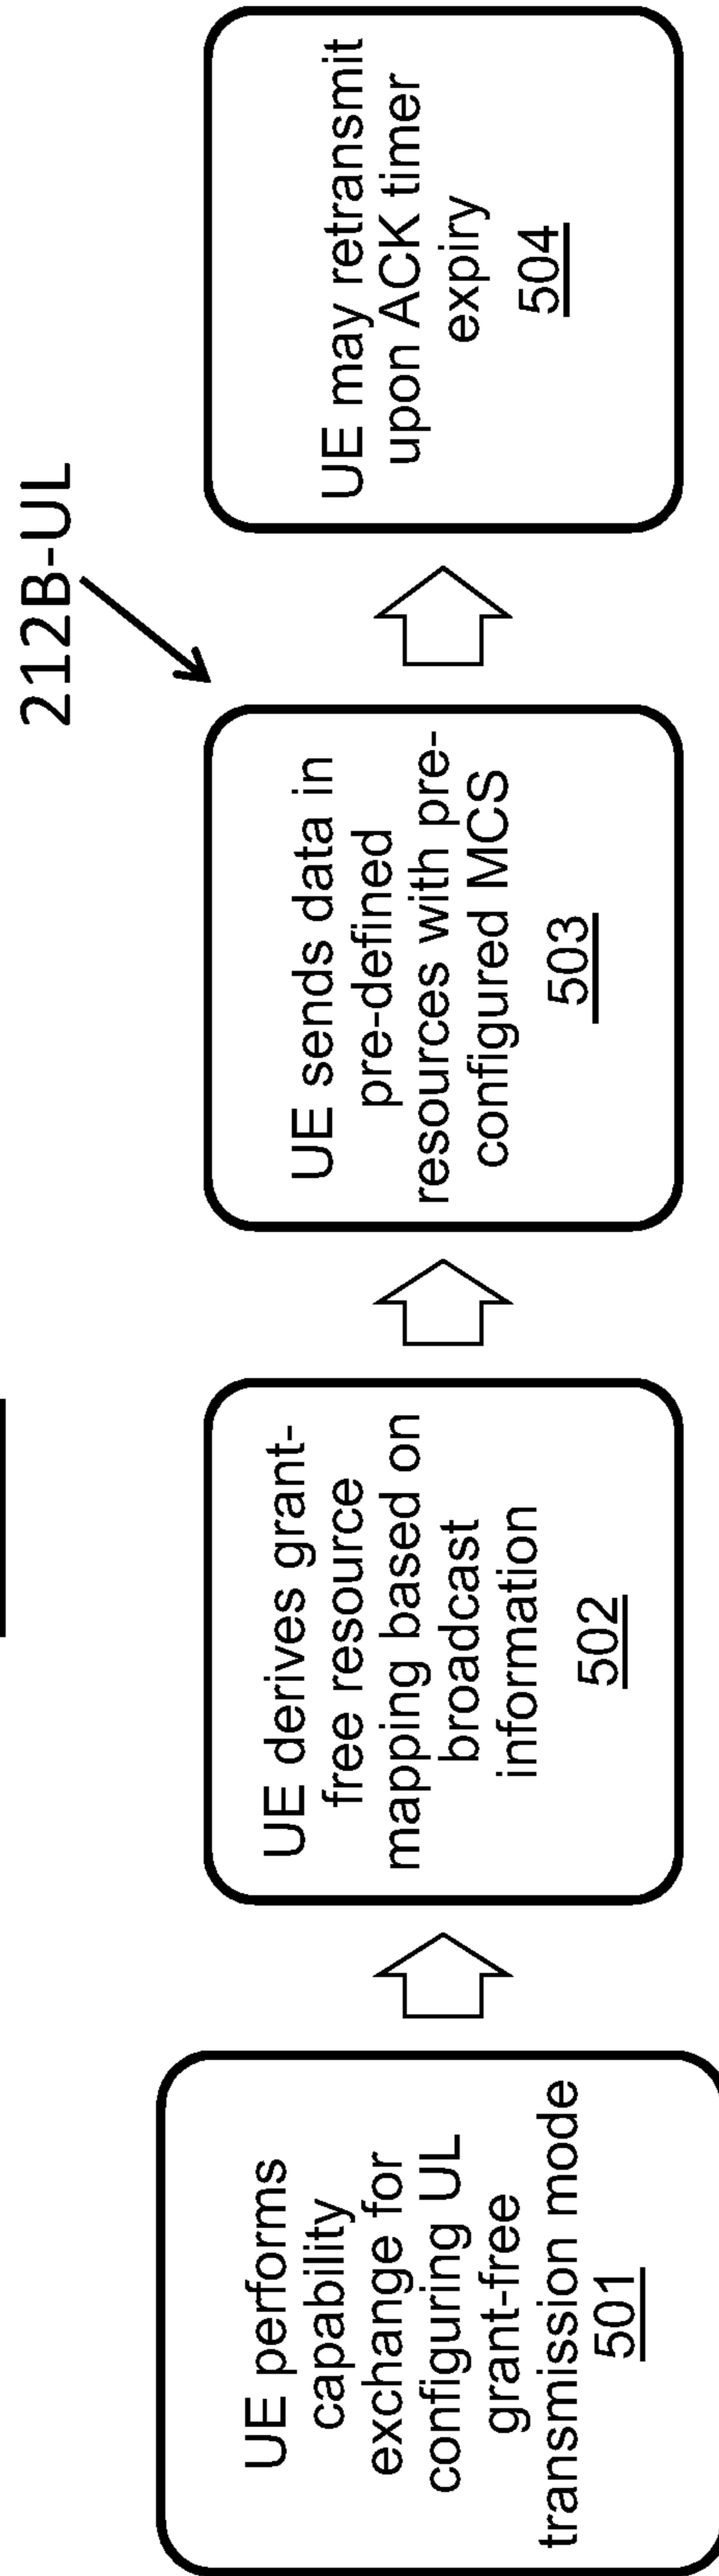 212B-UL
UE performs
capability
exchange for
configuring UL
grant-free
transmission mode
501
UE derives grant-
free resource
mapping based on
broadcast
information
502
UE sends data in
pre-defined
resources with pre-
configured MCS
503
UE may retransmit
upon ACK timer
expiry
504